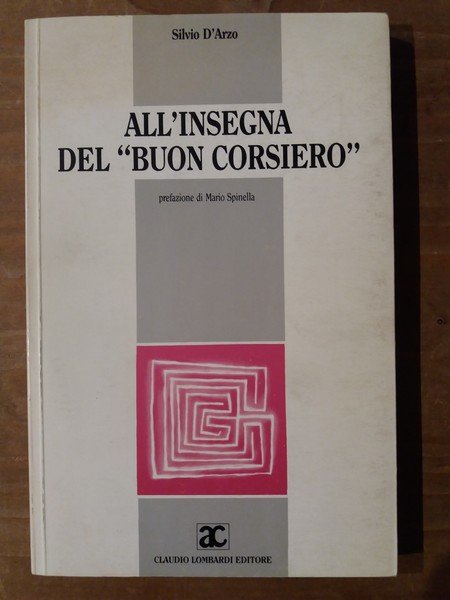 Silvio D'Arzo
ALL'INSEGNA
DEL “BUON CORSIERO”
prefazione di Mario Spinella
ac
CLAUDIO LOMBARDI EDITORE